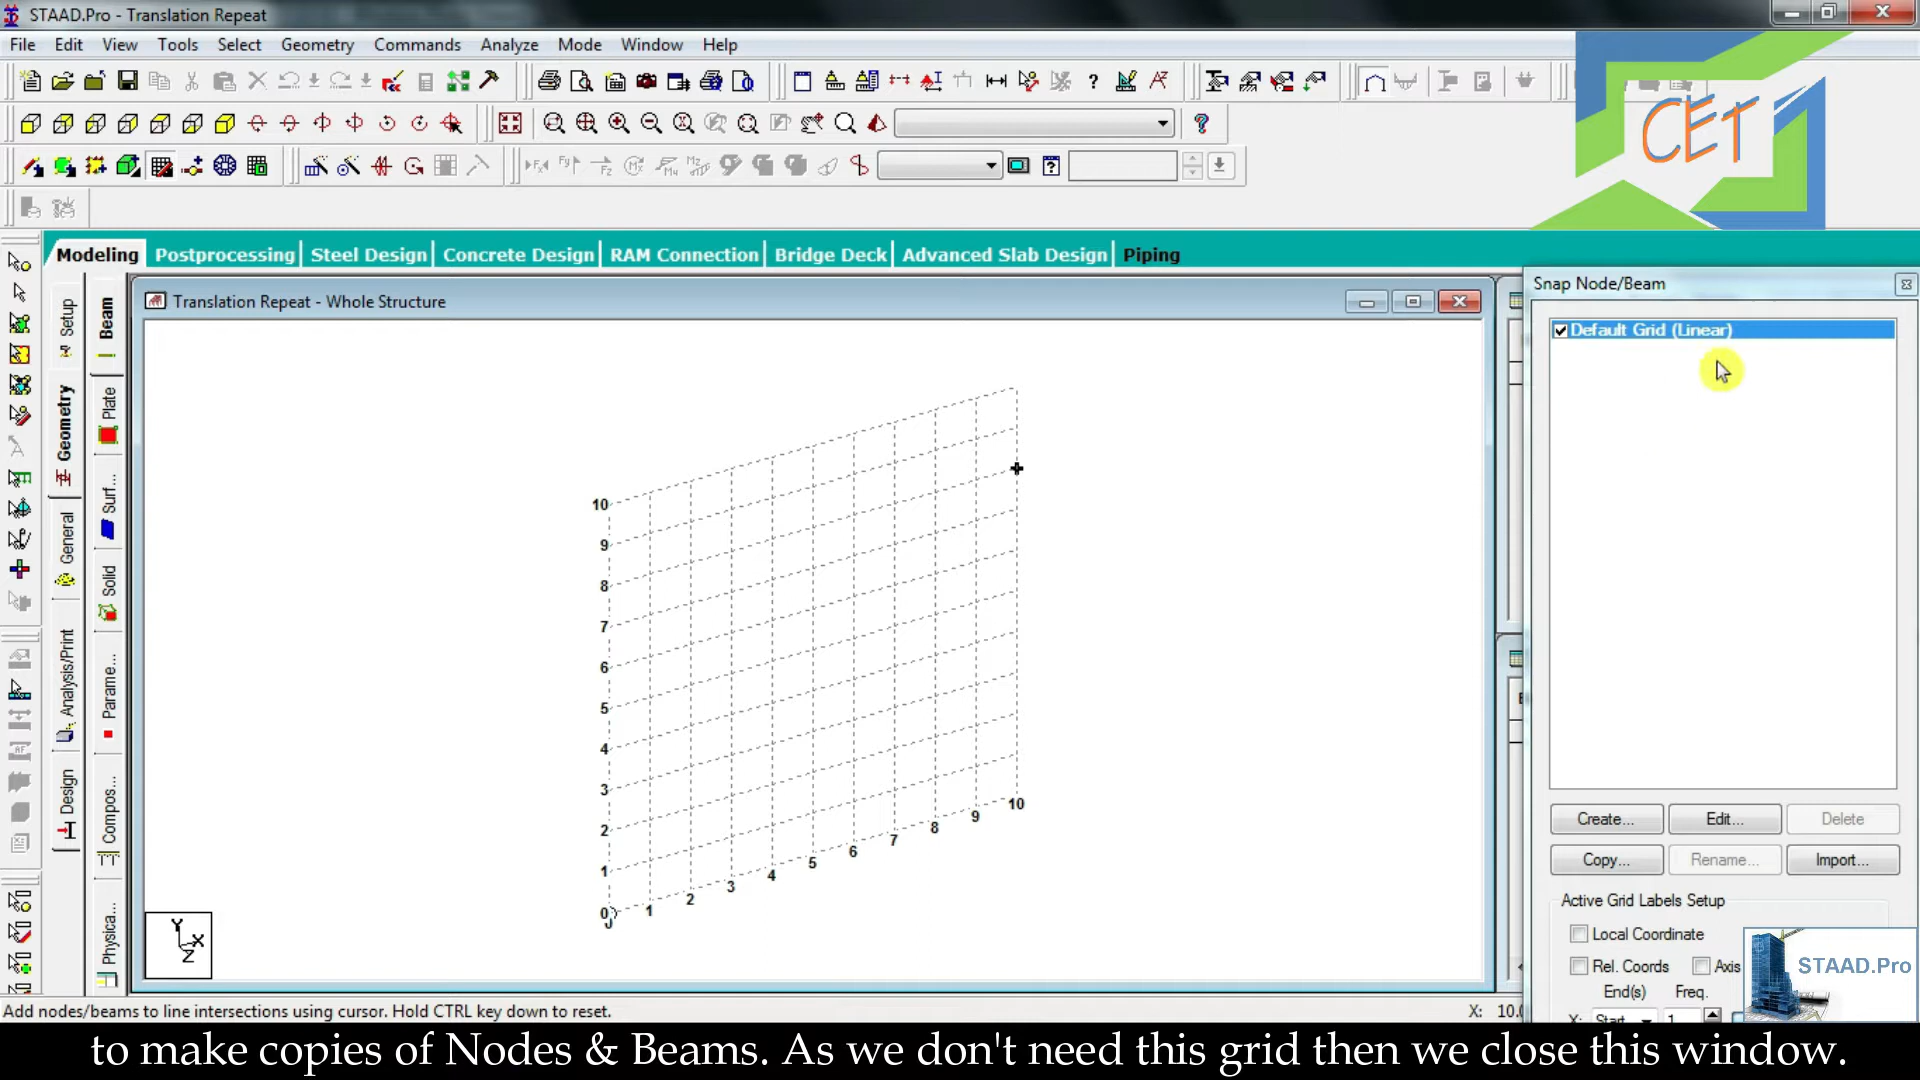 STAAD.Pro - Translation Repeat
File Edit View Tools Select Geometry Commands Analyze Mode Window Help
CET
Modeling Postprocessing Steel Design Concrete Design RAM Connection Bridge Deck Advanced Slab Design Piping
Setup
Geometry
General
Analysis/Print
Design
Beam
Plate
Surf...
Solid
Parame...
Compos...
Physica...
Translation Repeat - Whole Structure
10
9
8
7
6
5
4
3
2
1
0
1 2 3 4 5 6 7 8 9 10
Y
X
Z
Snap Node/Beam
Default Grid (Linear)
Create... Edit... Delete
Copy... Rename... Import...
Active Grid Labels Setup
Local Coordinate
Rel. Coords Axis
End(s) Freq.
X: Start 1
STAAD.Pro
Add nodes/beams to line intersections using cursor. Hold CTRL key down to reset.
X: 10.0
to make copies of Nodes & Beams. As we don't need this grid then we close this window.